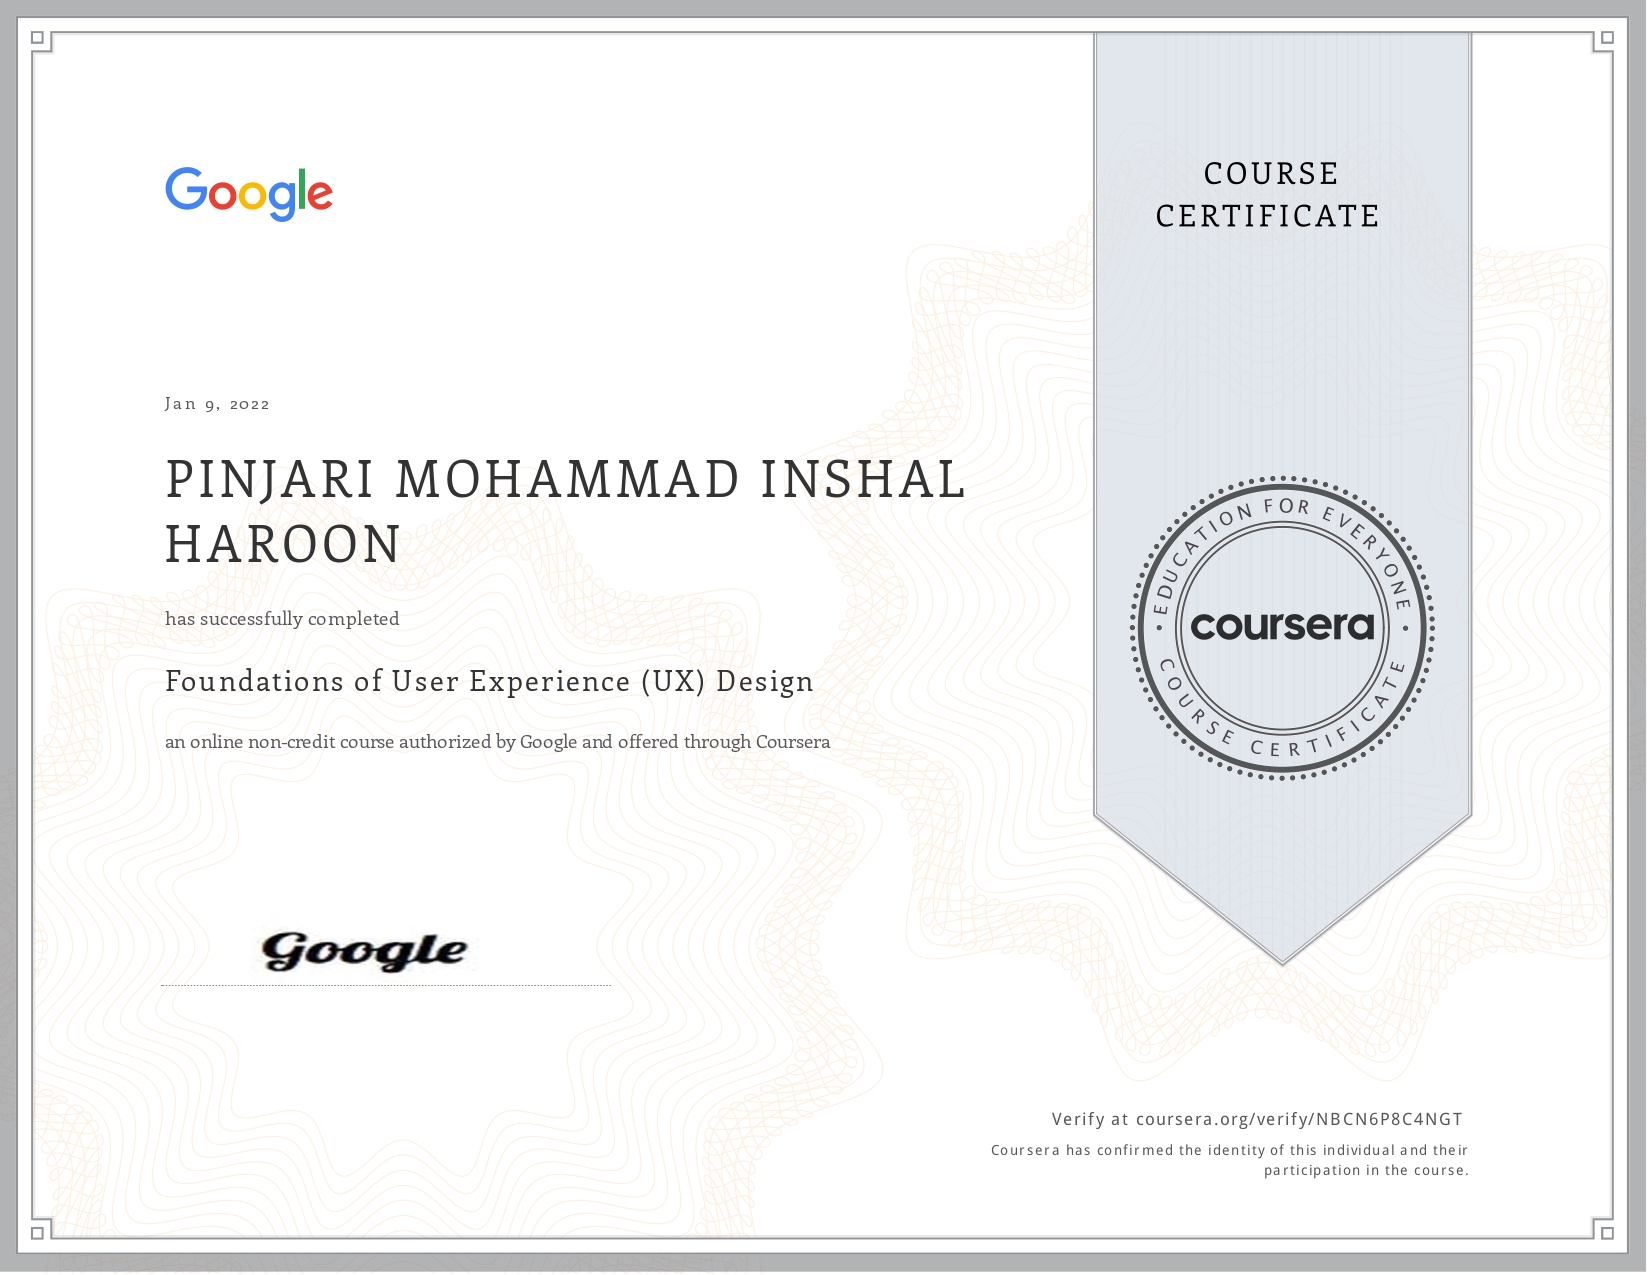 Google
COURSE
CERTIFICATE
Jan 9, 2022
PINJARI MOHAMMAD INSHAL
HAROON
has successfully completed
Foundations of User Experience (UX) Design
an online non-credit course authorized by Google and offered through Coursera
EDUCATION FOR EVERYONE
coursera
COURSE CERTIFICATE
Google
Verify at coursera.org/verify/NBCN6P8C4NGT
Coursera has confirmed the identity of this individual and their
participation in the course.